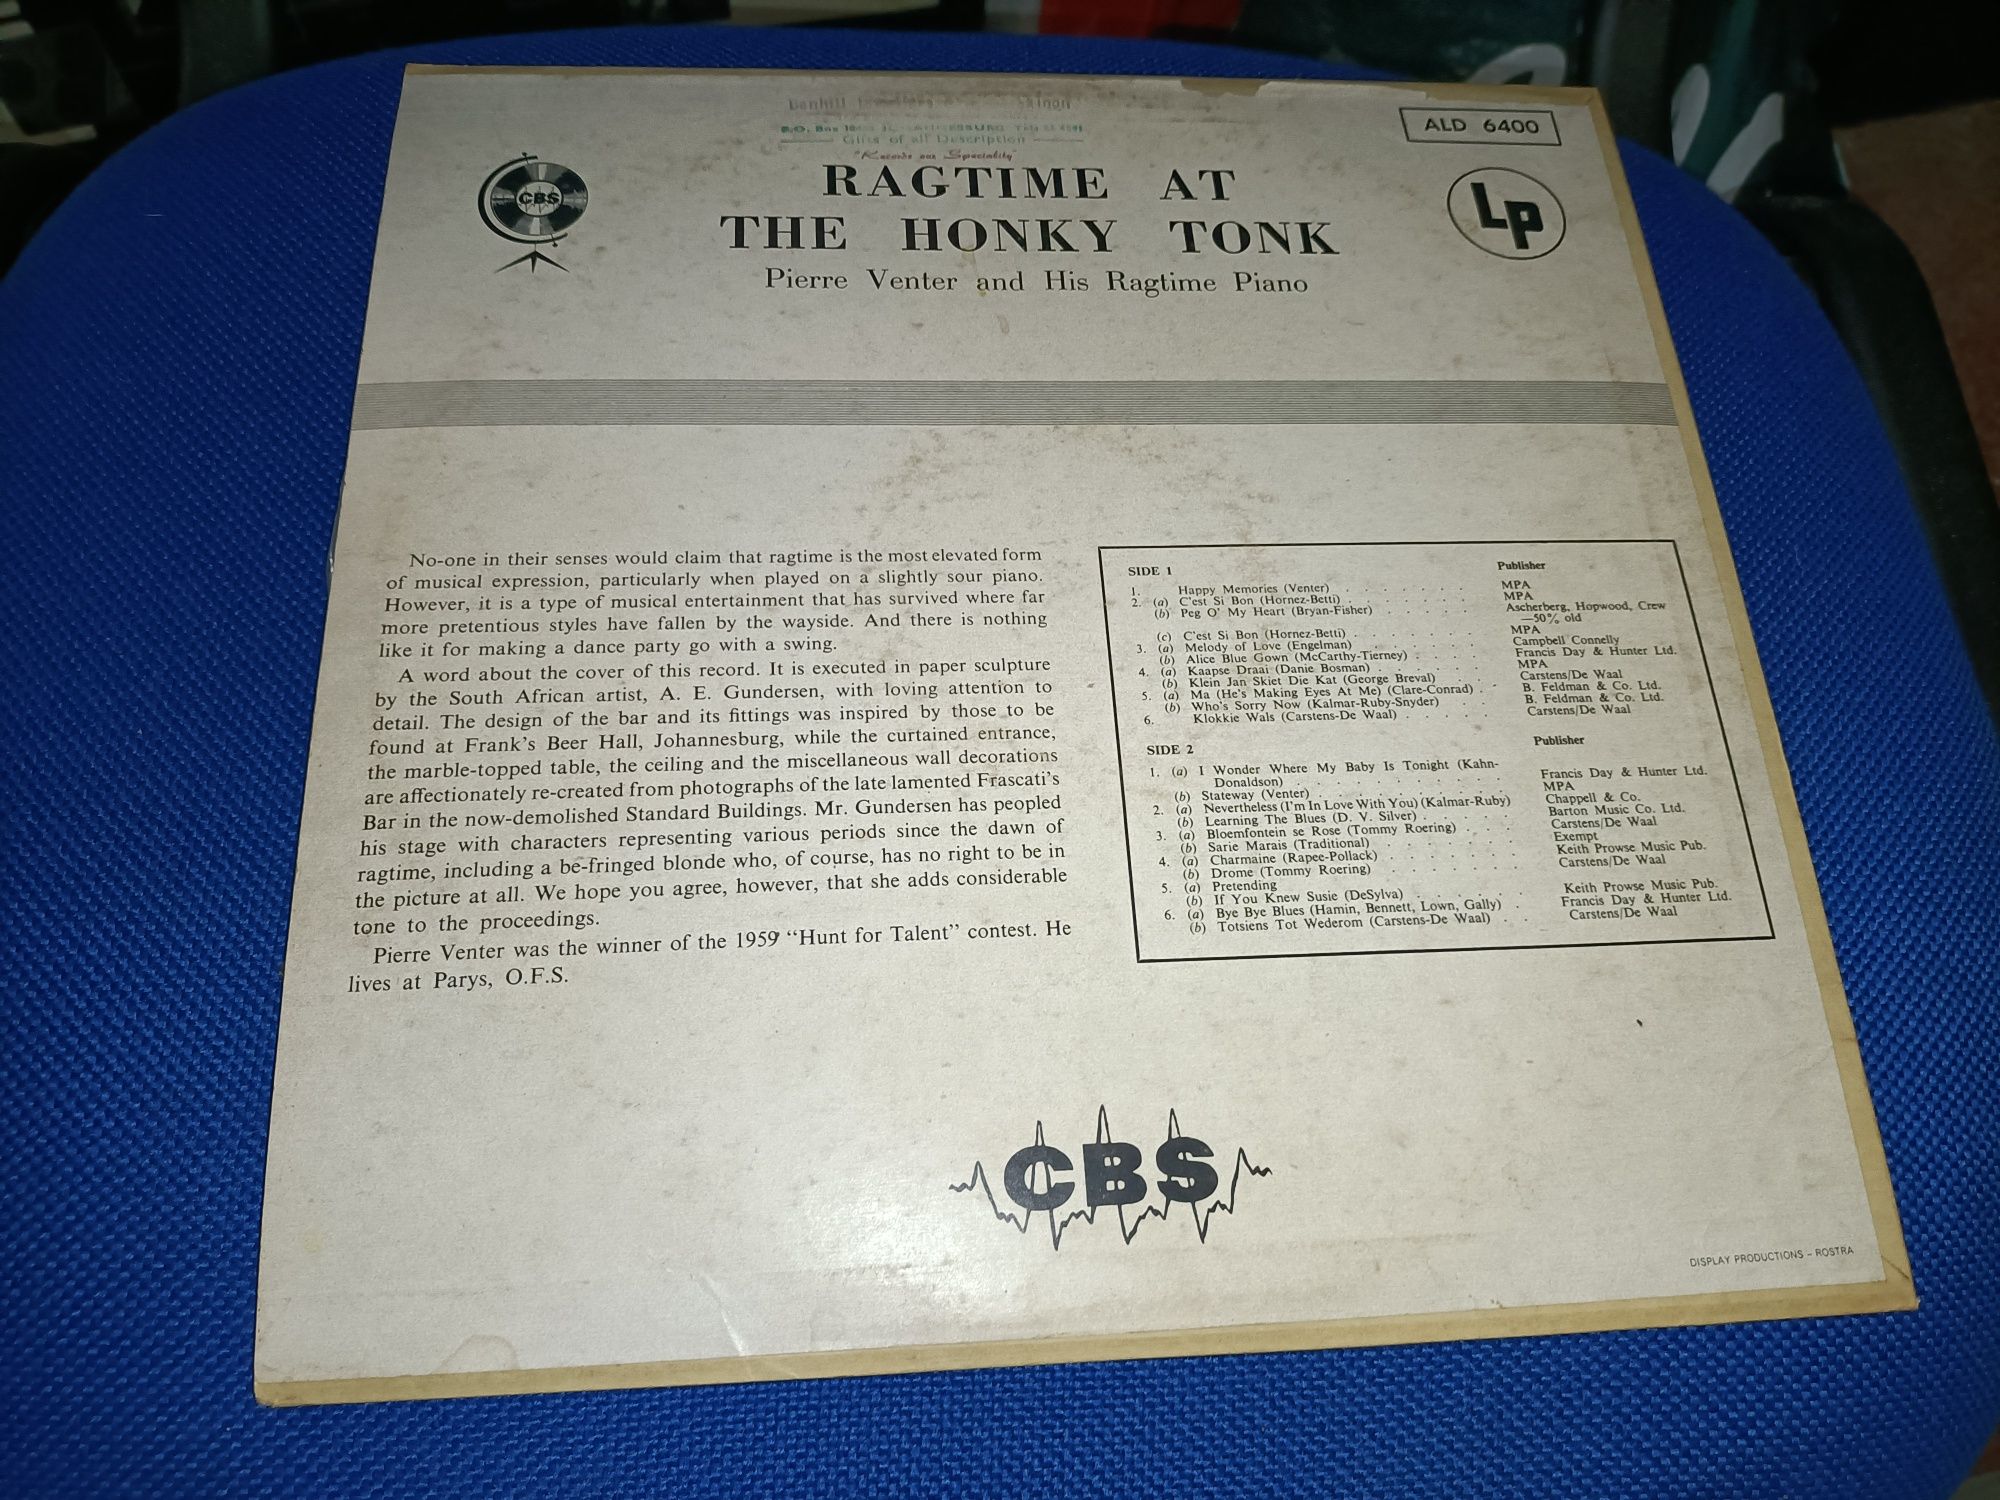 ALD 6400
Gifts of all Description
"Records our Speciality"
CBS
RAGTIME AT
THE HONKY TONK
Pierre Venter and His Ragtime Piano
LP
No-one in their senses would claim that ragtime is the most elevated form
of musical expression, particularly when played on a slightly sour piano.
However, it is a type of musical entertainment that has survived where far
more pretentious styles have fallen by the wayside. And there is nothing
like it for making a dance party go with a swing.
A word about the cover of this record. It is executed in paper sculpture
by the South African artist, A. E. Gundersen, with loving attention to
detail. The design of the bar and its fittings was inspired by those to be
found at Frank's Beer Hall, Johannesburg, while the curtained entrance,
the marble-topped table, the ceiling and the miscellaneous wall decorations
are affectionately re-created from photographs of the late lamented Frascati's
Bar in the now-demolished Standard Buildings. Mr. Gundersen has peopled
his stage with characters representing various periods since the dawn of
ragtime, including a be-fringed blonde who, of course, has no right to be in
the picture at all. We hope you agree, however, that she adds considerable
tone to the proceedings.
Pierre Venter was the winner of the 1959 "Hunt for Talent" contest. He
lives at Parys, O.F.S.
SIDE 1 Publisher
1. Happy Memories (Venter) . . . . . . . MPA
2. (a) C'est Si Bon (Hornez-Betti) . . . . . . . MPA
(b) Peg O' My Heart (Bryan-Fisher) . . . . . Ascherberg, Hopwood, Crew
—50% old
(c) C'est Si Bon (Hornez-Betti) . . . . . . . MPA
3. (a) Melody of Love (Engelman) . . . . . . Campbell Connelly
(b) Alice Blue Gown (McCarthy-Tierney) . . . . Francis Day & Hunter Ltd.
4. (a) Kaapse Draai (Danie Bosman) . . . . . MPA
(b) Klein Jan Skiet Die Kat (George Breval) . . Carstens/De Waal
5. (a) Ma (He's Making Eyes At Me) (Clare-Conrad) . . B. Feldman & Co. Ltd.
(b) Who's Sorry Now (Kalmar-Ruby-Snyder) . . B. Feldman & Co. Ltd.
6. Klokkie Wals (Carstens-De Waal) . . . . . Carstens/De Waal
SIDE 2 Publisher
1. (a) I Wonder Where My Baby Is Tonight (Kahn-
Donaldson) . . . . . . . . . . Francis Day & Hunter Ltd.
(b) Stateway (Venter) . . . . . . . . . MPA
2. (a) Nevertheless (I'm In Love With You) (Kalmar-Ruby) Chappell & Co.
(b) Learning The Blues (D. V. Silver) . . . . . Barton Music Co. Ltd.
3. (a) Bloemfontein se Rose (Tommy Roering) . . . Carstens/De Waal
(b) Sarie Marais (Traditional) . . . . . . . Exempt
4. (a) Charmaine (Rapee-Pollack) . . . . . . Keith Prowse Music Pub.
(b) Drome (Tommy Roering) . . . . . . Carstens/De Waal
5. (a) Pretending
(b) If You Knew Susie (DeSylva) . . . . . . Keith Prowse Music Pub.
6. (a) Bye Bye Blues (Hamin, Bennett, Lown, Gally) . Francis Day & Hunter Ltd.
(b) Totsiens Tot Wederom (Carstens-De Waal) . . Carstens/De Waal
CBS
DISPLAY PRODUCTIONS - ROSTRA